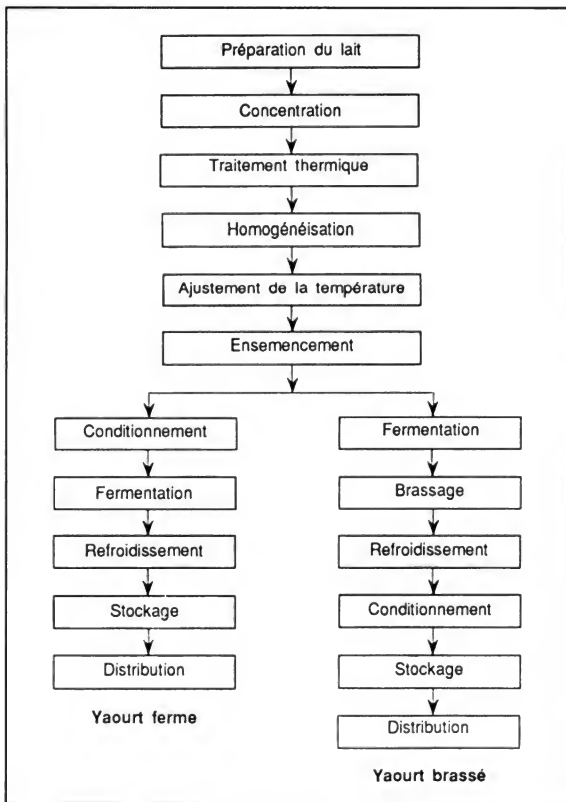 Préparation du lait
Concentration
Traitement thermique
Homogénéisation
Ajustement de la température
Ensemencement
Conditionnement
Fermentation
Refroidissement
Stockage
Distribution
Yaourt ferme
Fermentation
Brassage
Refroidissement
Conditionnement
Stockage
Distribution
Yaourt brassé